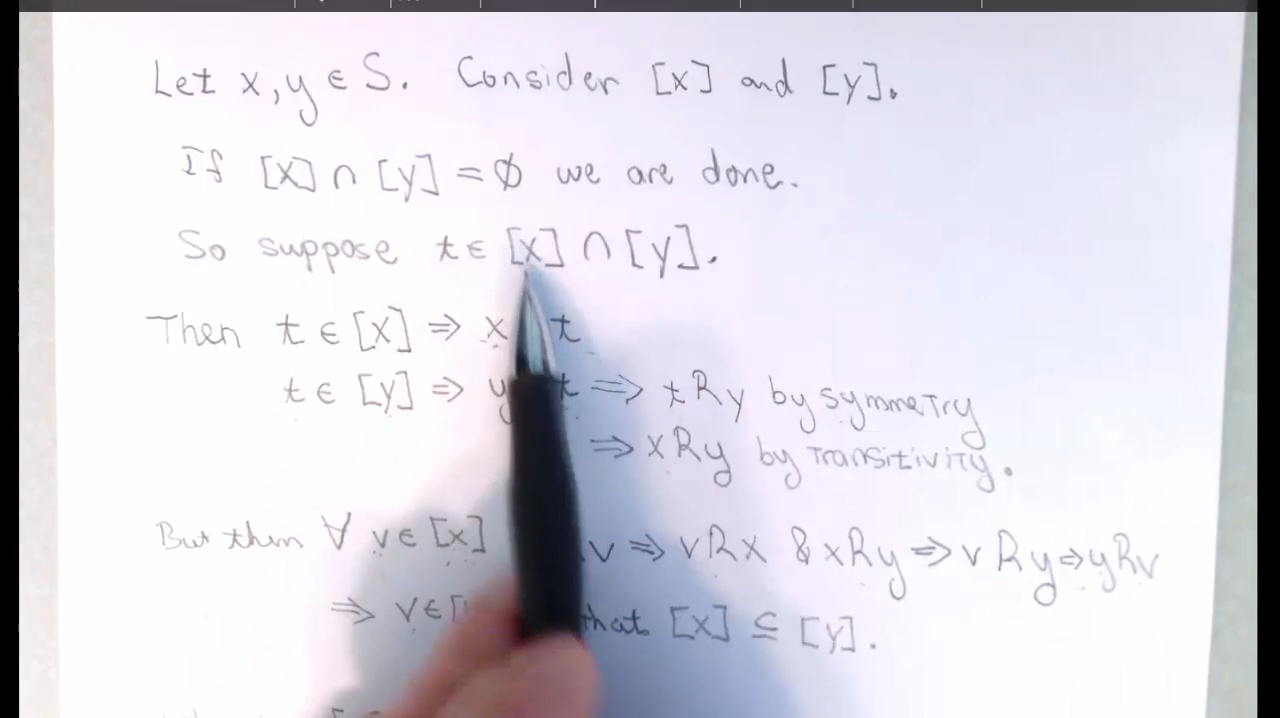 Let x, y ∈ S. Consider [x] and [y].
If [x] ∩ [y] = ∅ we are done.
So suppose t ∈ [x] ∩ [y].
Then t ∈ [x] ⇒ x t
t ∈ [y] ⇒ y t ⇒ tRy by symmetry
⇒ xRy by transitivity.
But then ∀ v ∈ [x] v ⇒ vRx & xRy ⇒ vRy ⇒ yRv
⇒ v ∈ [ that [x] ⊆ [y].